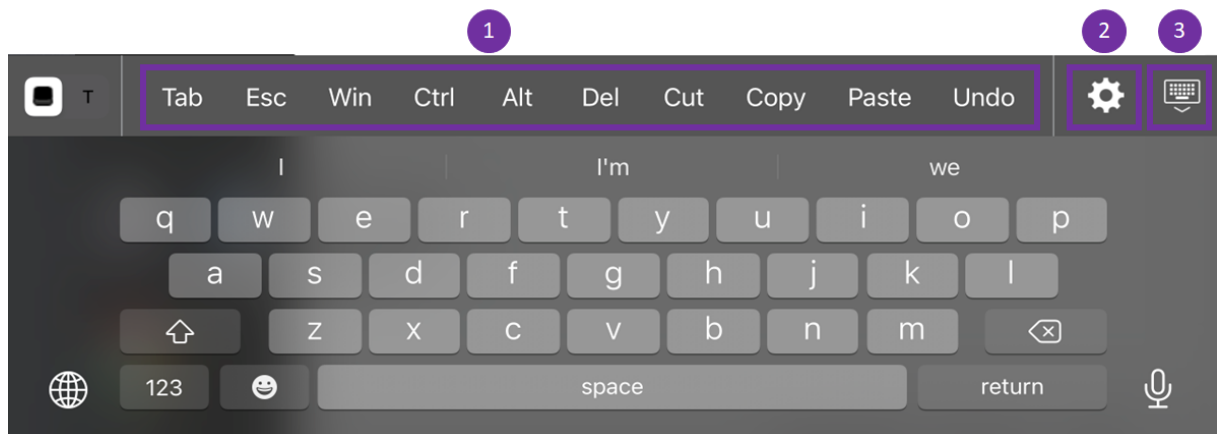 1 2 3
T Tab Esc Win Ctrl Alt Del Cut Copy Paste Undo
I I'm we
q w e r t y u i o p
a s d f g h j k l
z x c v b n m
123 space return